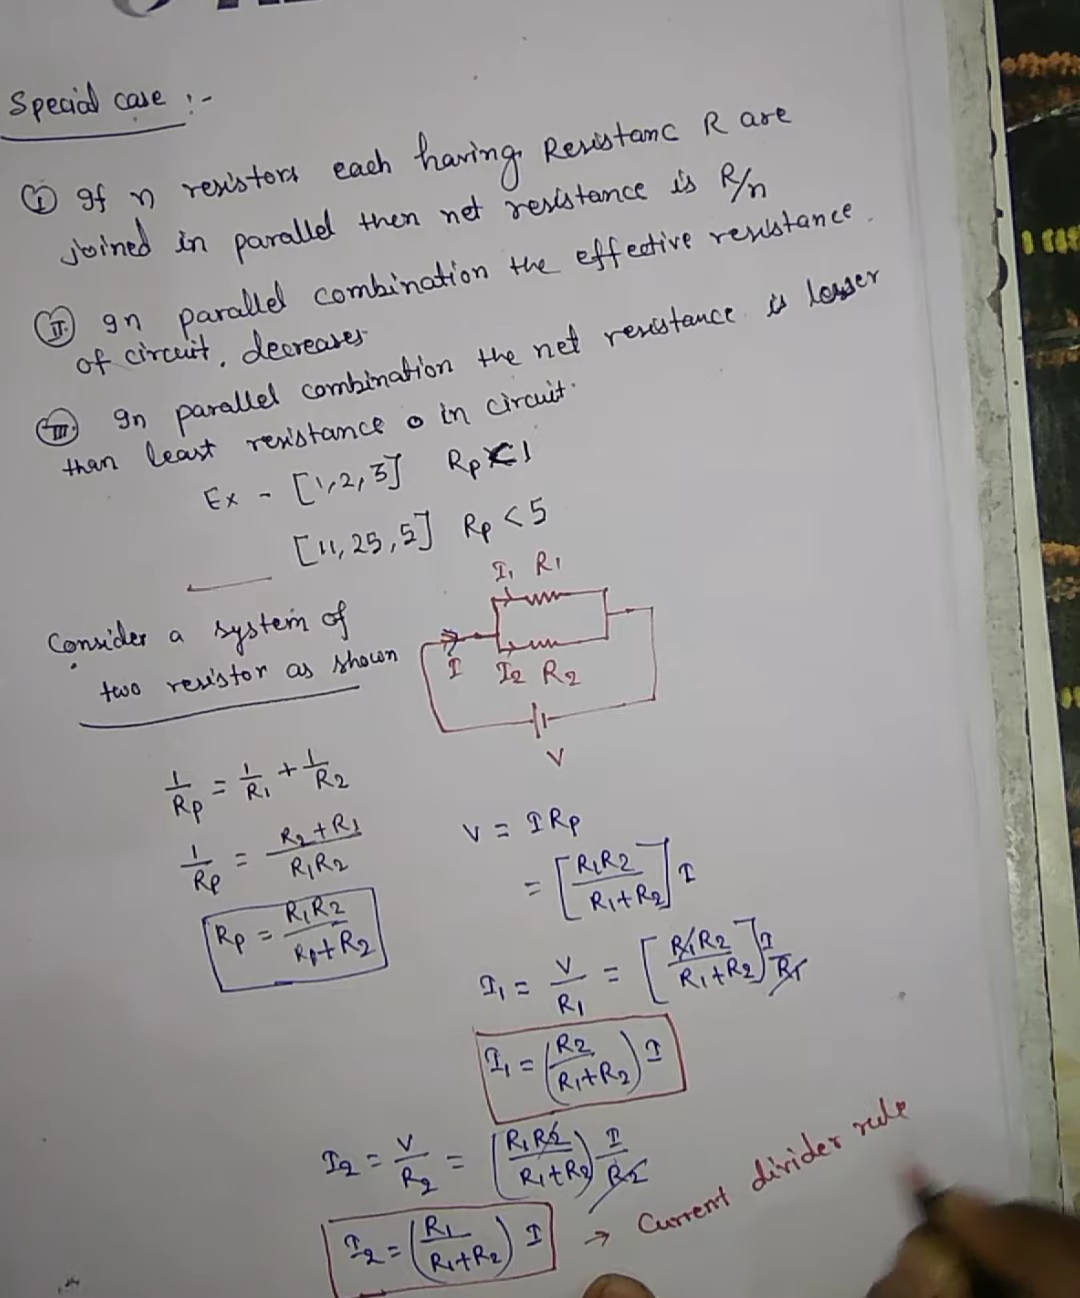 Special case :-
(I) If n resistors each having Resistanc R are
joined in parallel then net resistance is R/n
(II) In parallel combination the effective resistance.
of circuit. decreases
(III) In parallel combination the net resistance is lesser
than least resistance in circuit.
Ex - [1,2,3] Rp < 1
[11, 25, 5] Rp < 5
I1 R1
Consider a system of
two resistor as shown
I I2 R2
V
1/Rp = 1/R1 + 1/R2
1/Rp = (R2+R1)/(R1R2)
Rp = R1R2/(R1+R2)
V = IRp
= [R1R2/(R1+R2)] I
I1 = V/R1 = [R1R2/(R1+R2)] I/R1
I1 = (R2/(R1+R2)) I
I2 = V/R2 = (R1R2/(R1+R2)) I/R2
I2 = (R1/(R1+R2)) I → Current divider rule